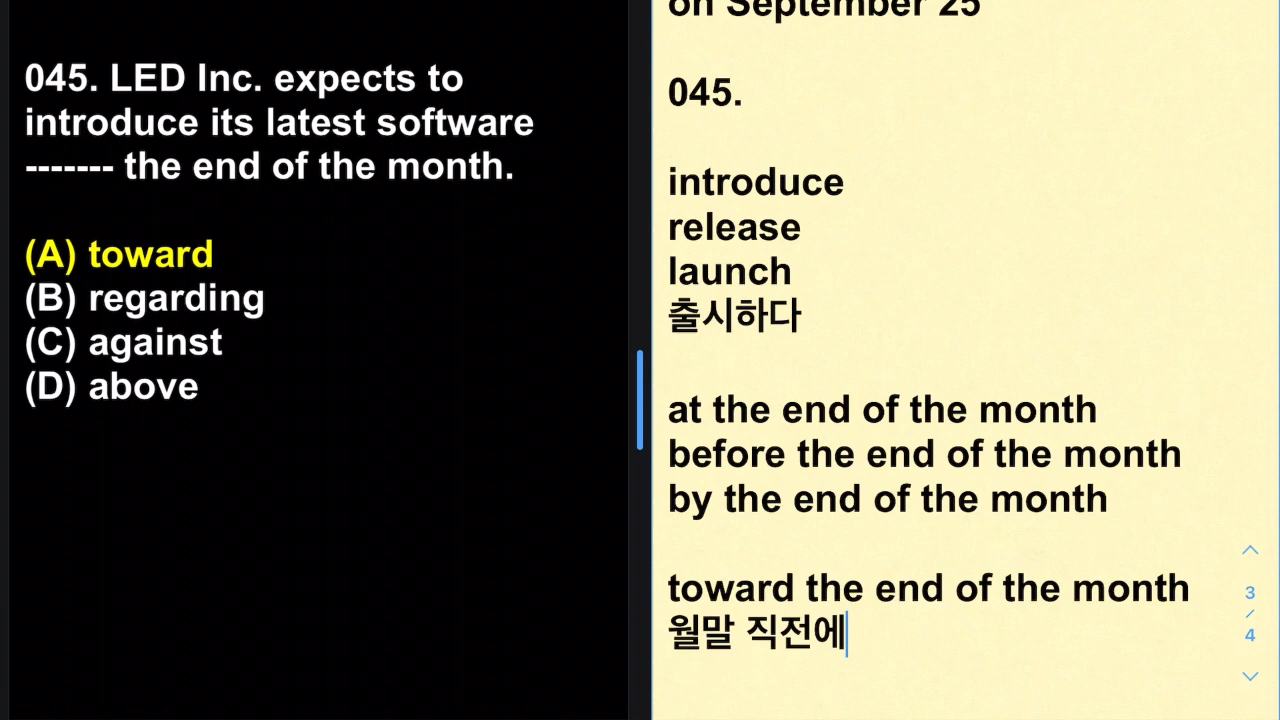 045. LED Inc. expects to
introduce its latest software
------- the end of the month.
(A) toward
(B) regarding
(C) against
(D) above
on September 25
045.
introduce
release
launch
출시하다
at the end of the month
before the end of the month
by the end of the month
toward the end of the month
월말 직전에
3
/
4